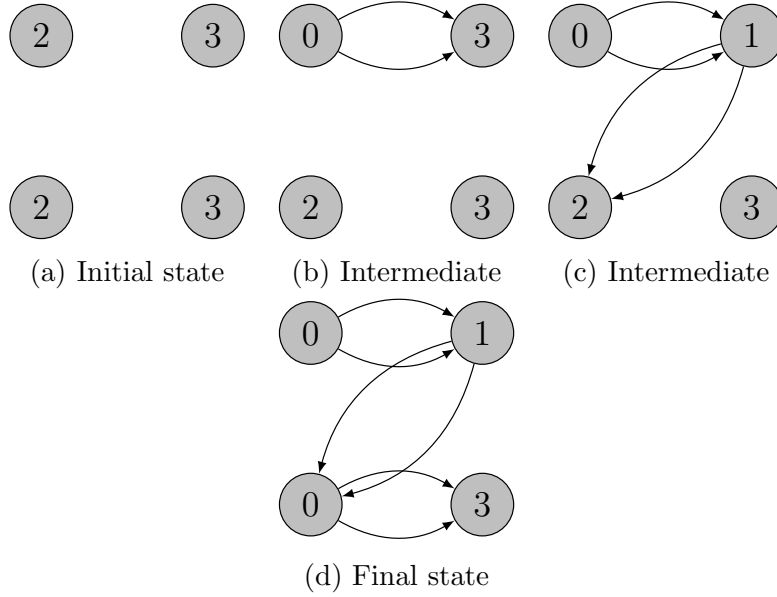 2 3 0 3 0 1
2 3 2 3 2 3
(a) Initial state (b) Intermediate (c) Intermediate
0 1
0 3
(d) Final state